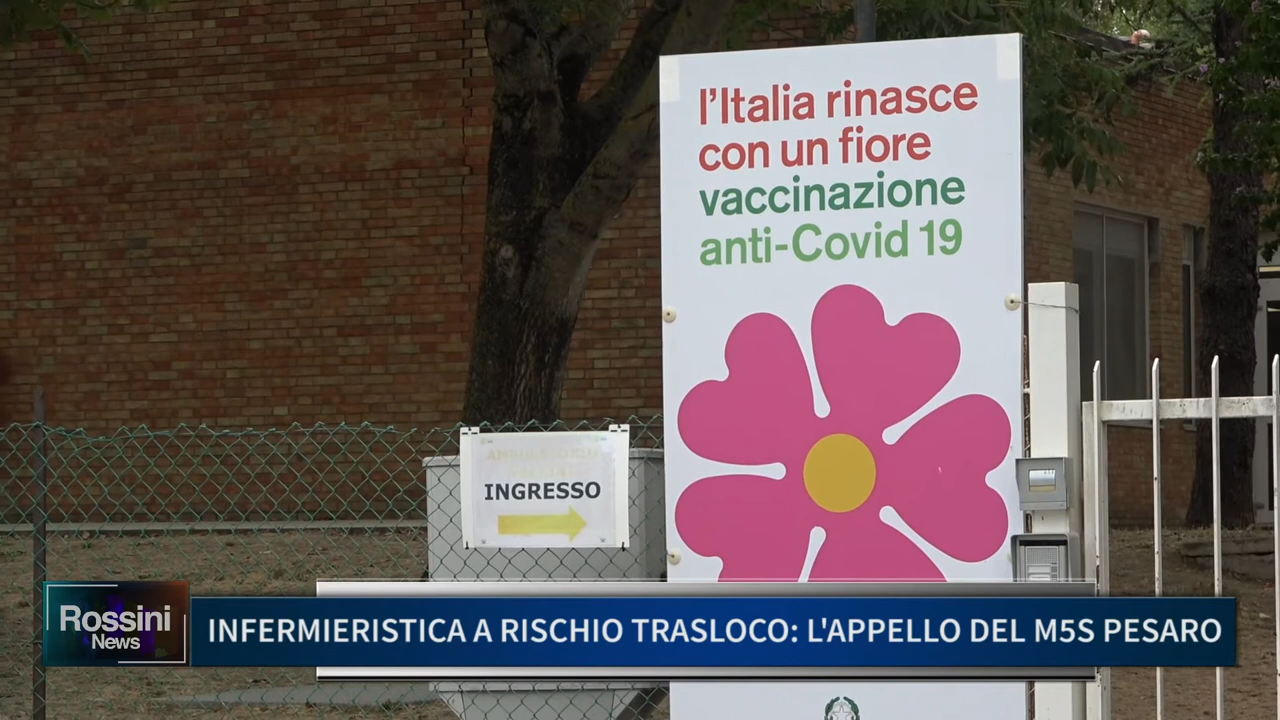 l'Italia rinasce
con un fiore
vaccinazione
anti-Covid 19
INGRESSO
Rossini
News
INFERMIERISTICA A RISCHIO TRASLOCO: L'APPELLO DEL M5S PESARO